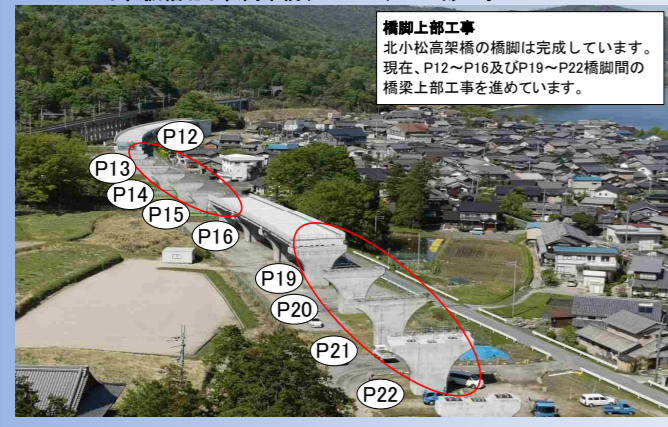 橋脚上部工事
北小松高架橋の橋脚は完成しています。
現在、P12～P16及びP19～P22橋脚間の
橋梁上部工事を進めています。
P12
P13
P14
P15
P16
P19
P20
P21
P22